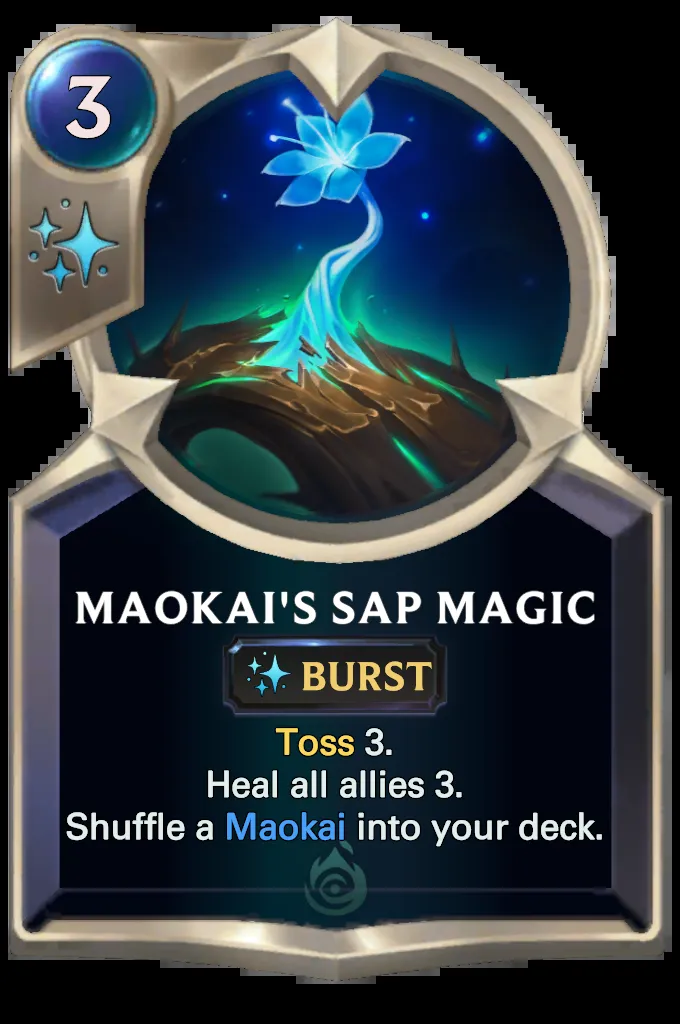 3
MAOKAI'S SAP MAGIC
BURST
Toss 3.
Heal all allies 3.
Shuffle a Maokai into your deck.